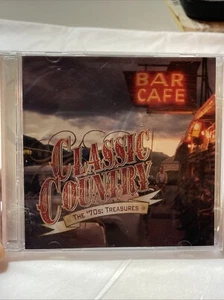 BAR
CAFE
CLASSIC
COUNTRY
THE '70s: TREASURES